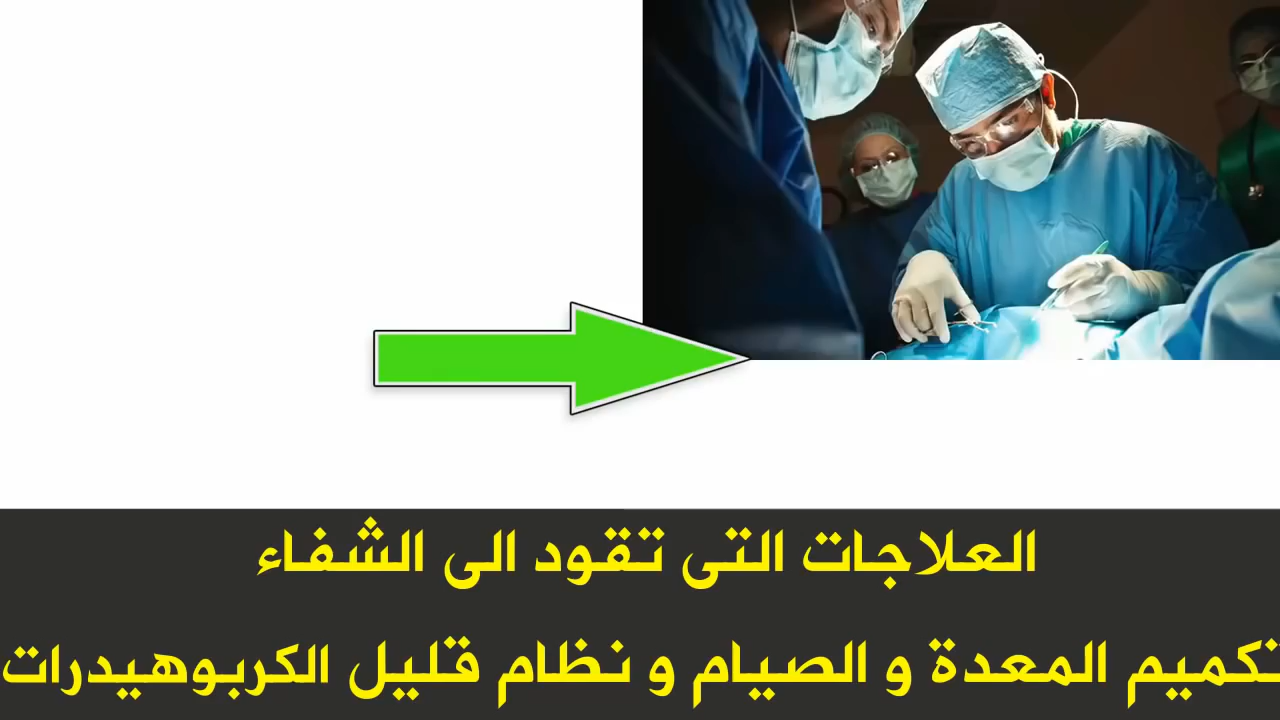 العلاجات التى تقود الى الشفاء
تكميم المعدة و الصيام و نظام قليل الكربوهيدرات